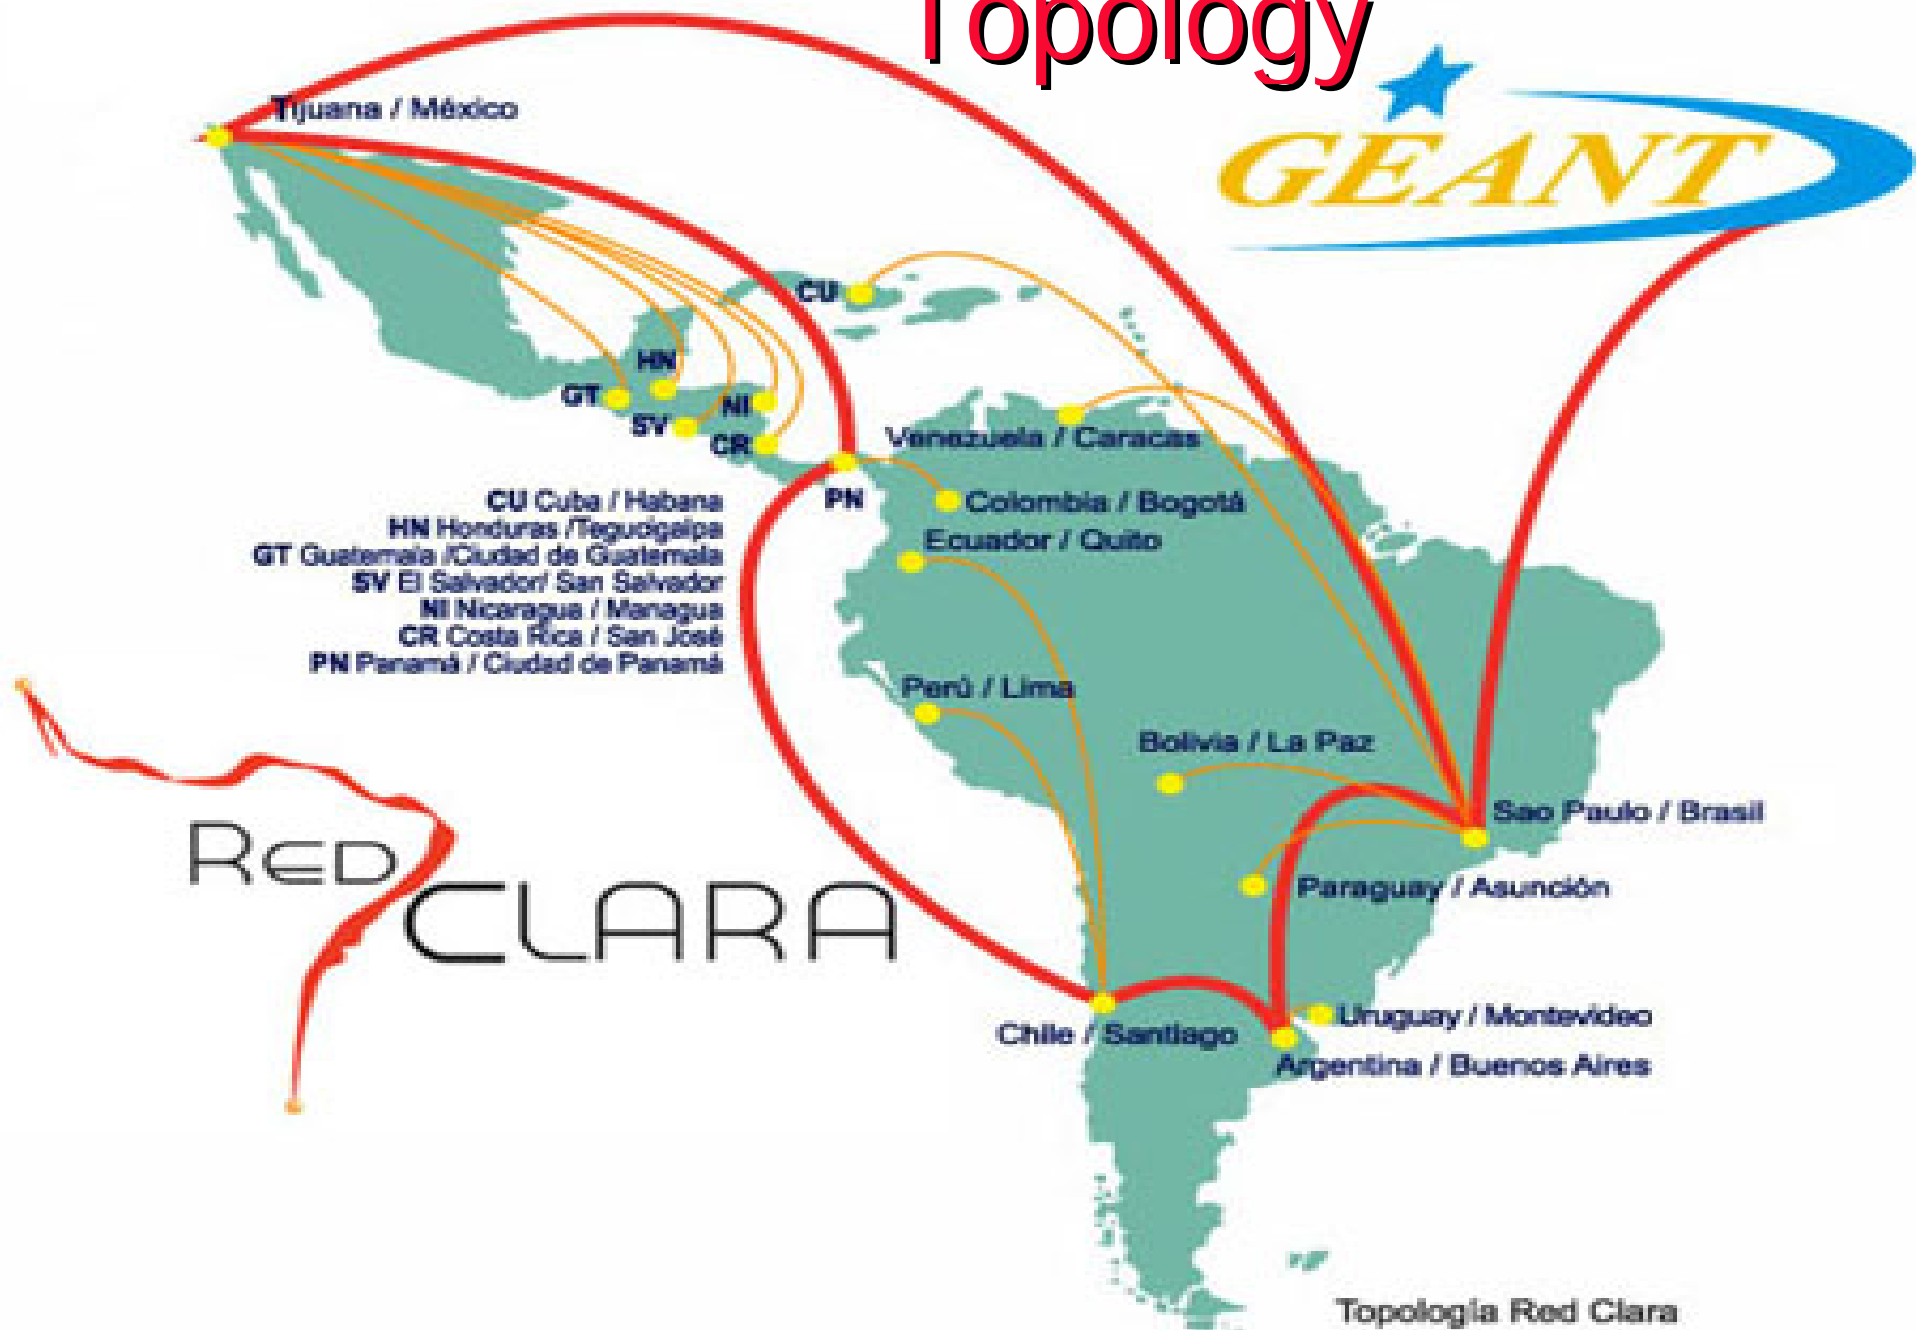 Topology
Tijuana / México
GEANT
CU
HN
GT
NI
SV
CR
Venezuela / Caracas
PN
Colombia / Bogotá
CU Cuba / Habana
HN Honduras /Tegucigalpa
GT Guatemala /Ciudad de Guatemala
SV El Salvador/ San Salvador
NI Nicaragua / Managua
CR Costa Rica / San José
PN Panamá / Ciudad de Panamá
Ecuador / Quito
Perú / Lima
Bolivia / La Paz
Sao Paulo / Brasil
RED
CLARA
Paraguay / Asunción
Uruguay / Montevideo
Chile / Santiago
Argentina / Buenos Aires
Topología Red Clara